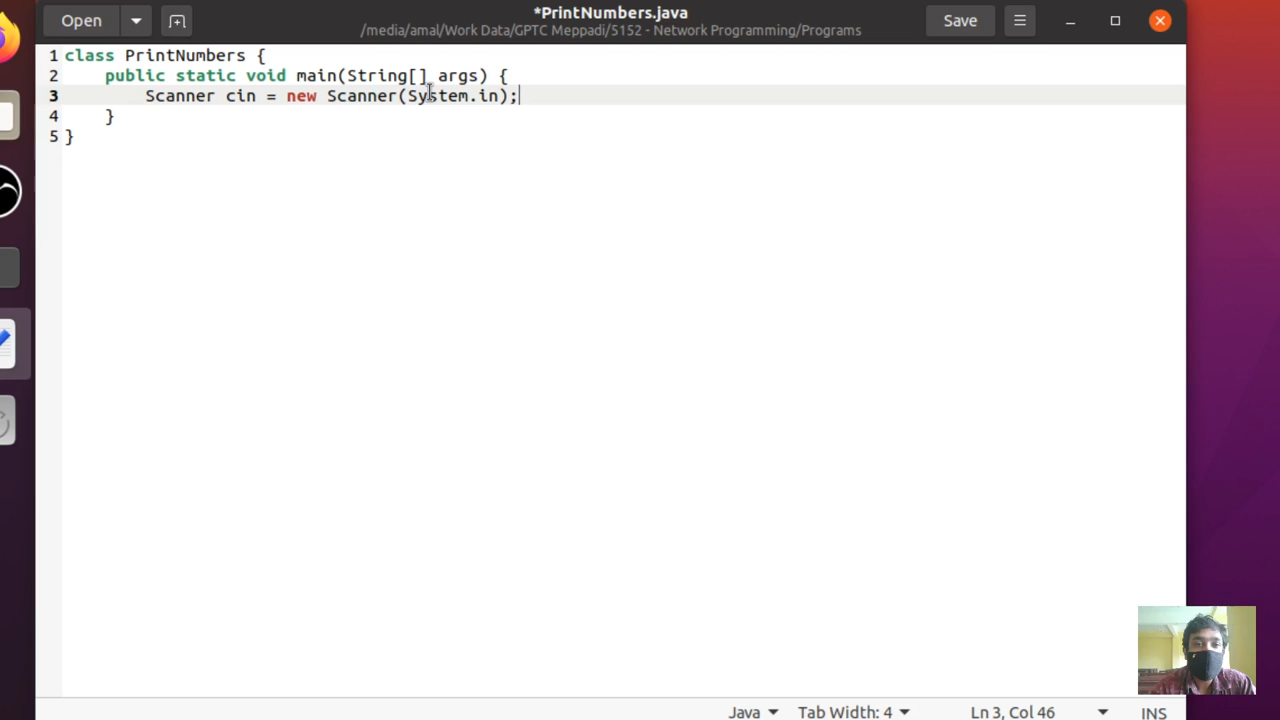 *PrintNumbers.java
Open
/media/amal/Work Data/GPTC Meppadi/5152 - Network Programming/Programs
Save
1 class PrintNumbers {
2     public static void main(String[] args) {
3         Scanner cin = new Scanner(System.in);
4     }
5 }
Java
Tab Width: 4
Ln 3, Col 46
INS